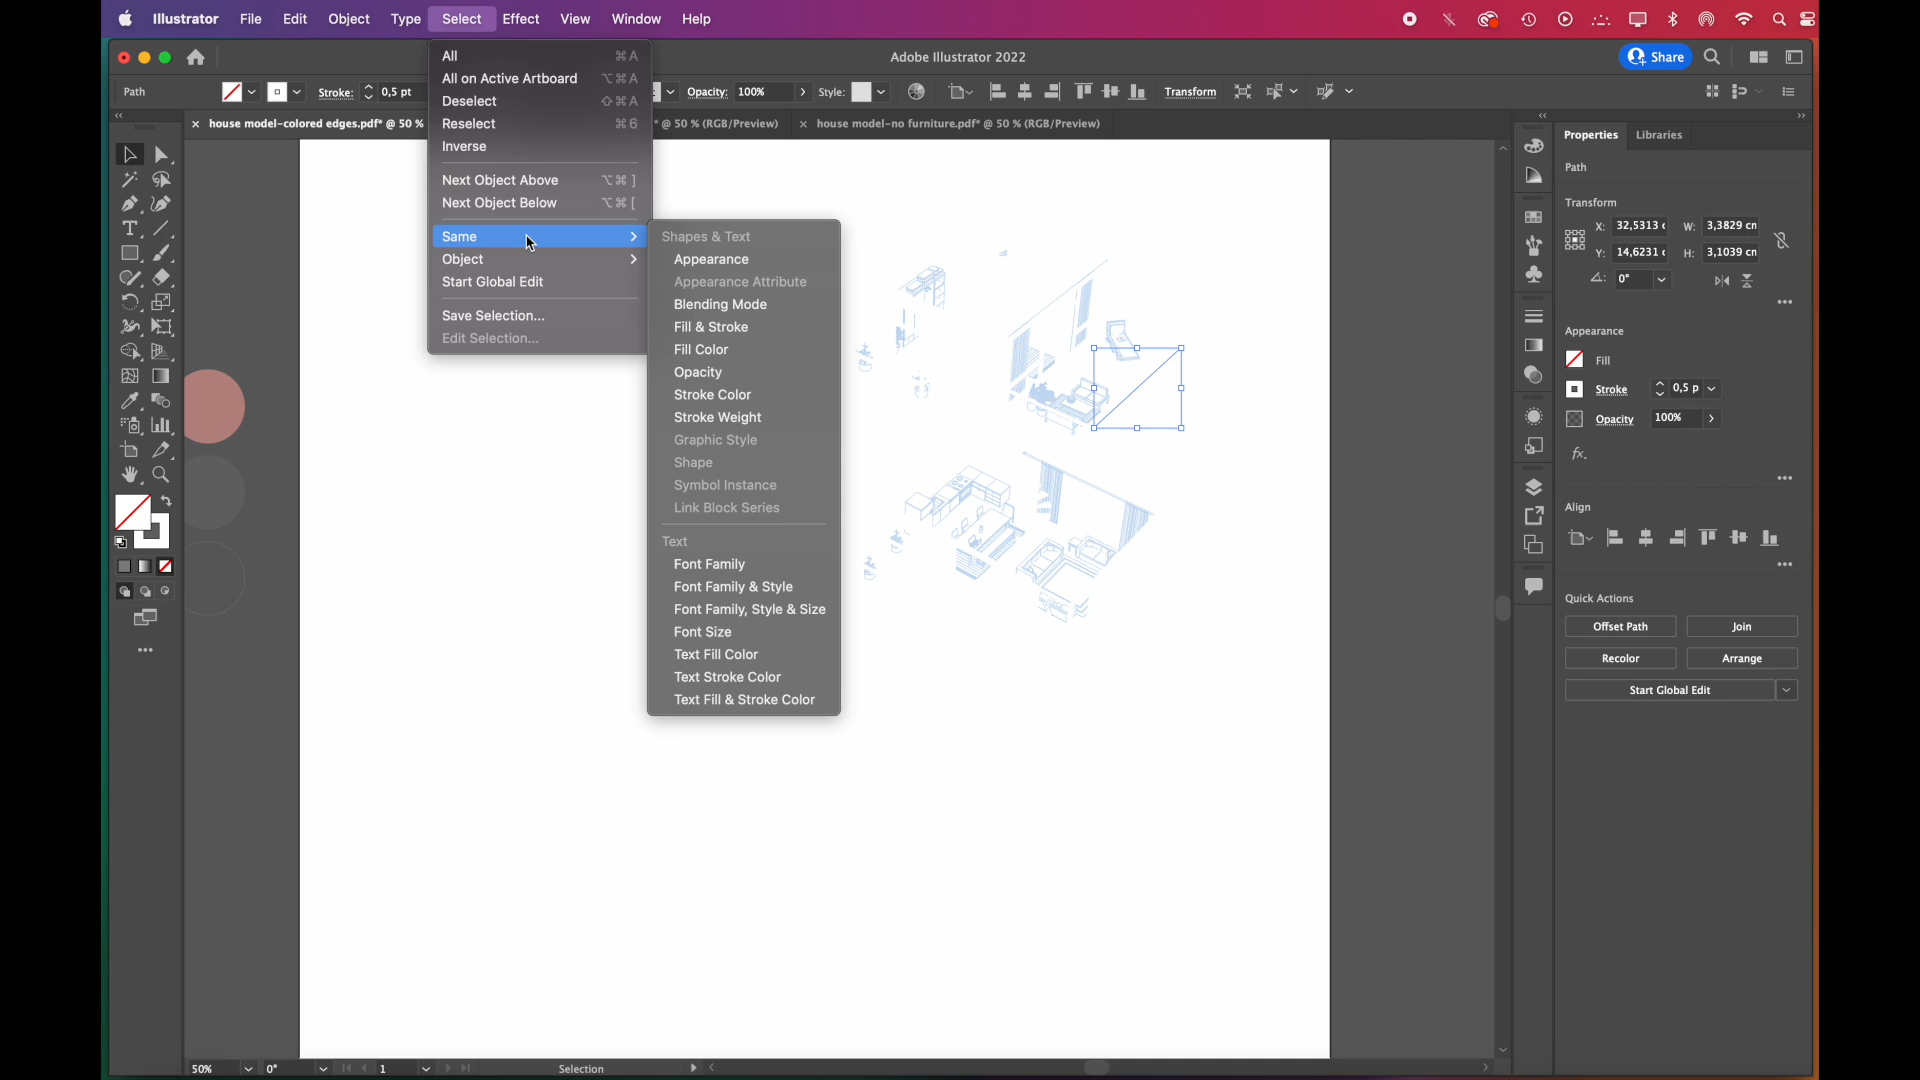 Illustrator File Edit Object Type Select Effect View Window Help
Adobe Illustrator 2022
Share
Path
Stroke: 0,5 pt
Opacity: 100%
Style:
Transform
house model-colored edges.pdf* @ 50 %
* @ 50 % (RGB/Preview)
house model-no furniture.pdf* @ 50 % (RGB/Preview)
All ⌘A
All on Active Artboard ⌥⌘A
Deselect ⇧⌘A
Reselect ⌘6
Inverse
Next Object Above ⌥⌘]
Next Object Below ⌥⌘[
Same
Object
Start Global Edit
Save Selection...
Edit Selection...
Shapes & Text
Appearance
Appearance Attribute
Blending Mode
Fill & Stroke
Fill Color
Opacity
Stroke Color
Stroke Weight
Graphic Style
Shape
Symbol Instance
Link Block Series
Text
Font Family
Font Family & Style
Font Family, Style & Size
Font Size
Text Fill Color
Text Stroke Color
Text Fill & Stroke Color
Properties Libraries
Path
Transform
X: 32,5313 c W: 3,3829 cn
Y: 14,6231 c H: 3,1039 cn
0°
Appearance
Fill
Stroke 0,5 p
Opacity 100%
fx.
Align
Quick Actions
Offset Path Join
Recolor Arrange
Start Global Edit
50% 0° 1 Selection